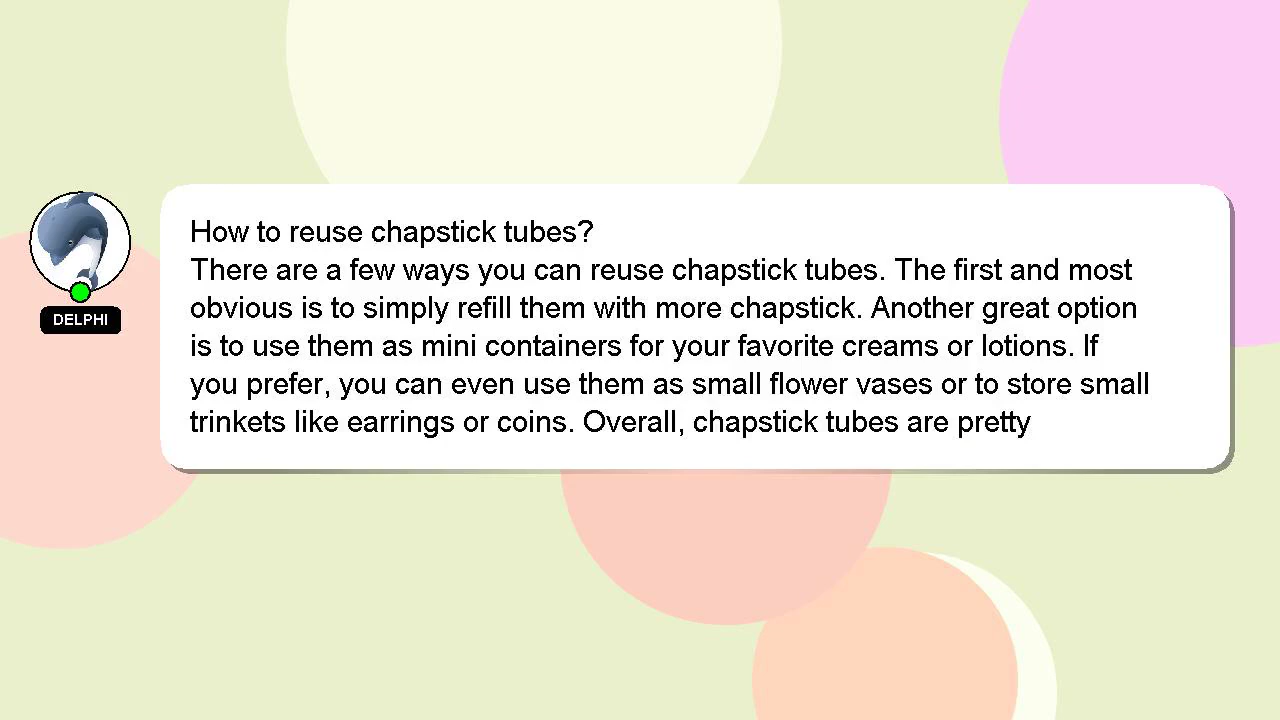 How to reuse chapstick tubes?
There are a few ways you can reuse chapstick tubes. The first and most
obvious is to simply refill them with more chapstick. Another great option
is to use them as mini containers for your favorite creams or lotions. If
you prefer, you can even use them as small flower vases or to store small
trinkets like earrings or coins. Overall, chapstick tubes are pretty
DELPHI